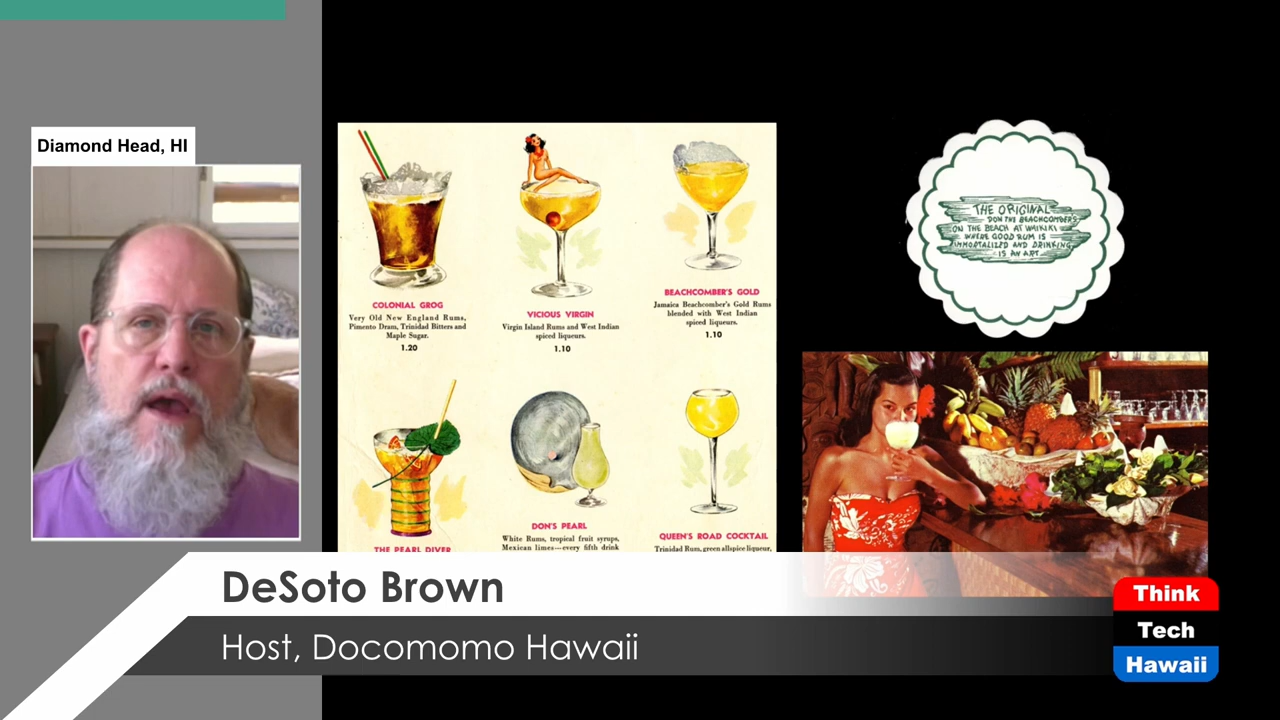 Diamond Head, HI
COLONIAL GROG
Very Old New England Rums,
Pimento Dram, Trinidad Bitters and
Maple Sugar.
1.20
VICIOUS VIRGIN
Virgin Island Rums and West Indian
spiced liqueurs.
1.10
BEACHCOMBER'S GOLD
Jamaica Beachcomber's Gold Rums
blended with West Indian
spiced liqueurs.
1.10
THE PEARL DIVER
DON'S PEARL
White Rums, tropical fruit syrups,
Mexican limes—every fifth drink
QUEEN'S ROAD COCKTAIL
Trinidad Rum, green allspice liqueur,
THE ORIGINAL
DON THE BEACHCOMBER'S
ON THE BEACH AT WAIKIKI
WHERE GOOD RUM IS
IMMORTALIZED AND DRINKING
IS AN ART
DeSoto Brown
Host, Docomomo Hawaii
Think
Tech
Hawaii